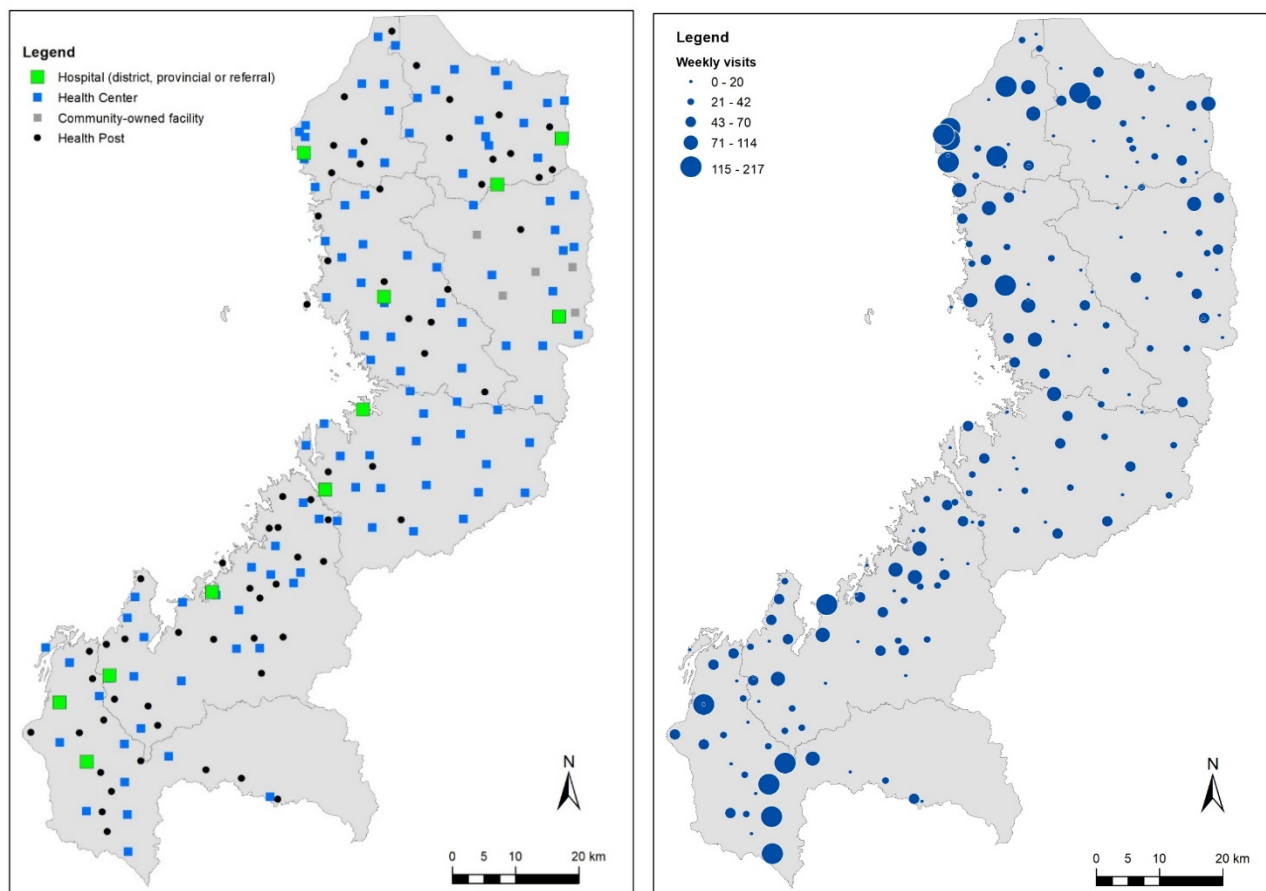 Legend
Hospital (district, provincial or referral)
Health Center
Community-owned facility
Health Post
N
0 5 10 20 km
Legend
Weekly visits
0 - 20
21 - 42
43 - 70
71 - 114
115 - 217
N
0 5 10 20 km